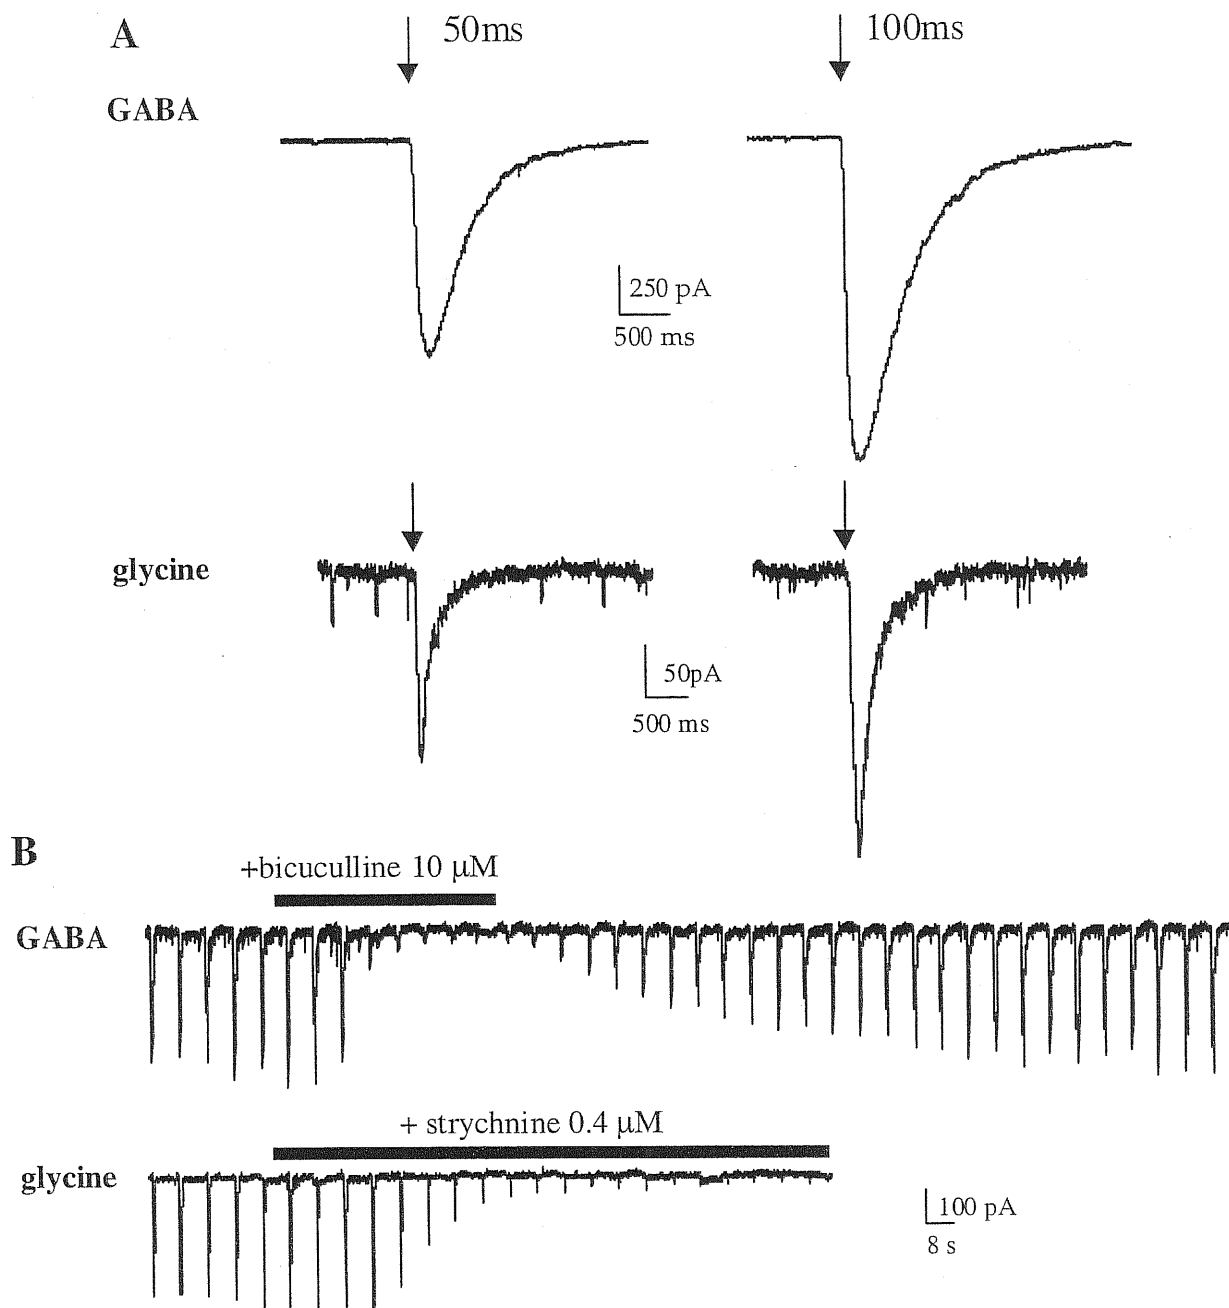 A
50ms
100ms
GABA
250 pA
500 ms
glycine
50pA
500 ms
B
+bicuculline 10 µM
GABA
+ strychnine 0.4 µM
glycine
100 pA
8 s